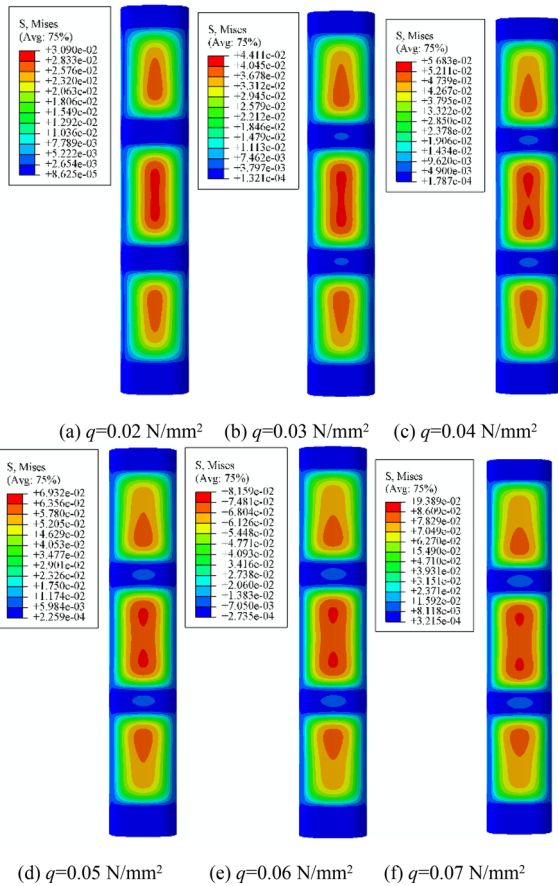 S, Mises
(Avg: 75%)
+3.090e-02
+2.833e-02
+2.576e-02
+2.320e-02
+2.063e-02
+1.806e-02
+1.549e-02
+1.292e-02
+1.036e-02
+7.789e-03
+5.222e-03
+2.654e-03
+8.625e-05
S, Mises
(Avg: 75%)
+4.411e-02
+4.045e-02
+3.678e-02
+3.312e-02
+2.945e-02
+2.579e-02
+2.212e-02
+1.846e-02
+1.479e-02
+1.113e-02
+7.462e-03
+3.797e-03
+1.321e-04
S, Mises
(Avg: 75%)
+5.683e-02
+5.211e-02
+4.739e-02
+4.267e-02
+3.795e-02
+3.322e-02
+2.850e-02
+2.378e-02
+1.906e-02
+1.434e-02
+9.620e-03
+4.900e-03
+1.787e-04
(a) q=0.02 N/mm²
(b) q=0.03 N/mm²
(c) q=0.04 N/mm²
S, Mises
(Avg: 75%)
+6.932e-02
+6.356e-02
+5.780e-02
+5.205e-02
+4.629e-02
+4.053e-02
+3.477e-02
+2.901e-02
+2.326e-02
+1.750e-02
+1.174e-02
+5.984e-03
+2.259e-04
S, Mises
(Avg: 75%)
+8.159e-02
+7.481e-02
+6.804e-02
+6.126e-02
+5.448e-02
+4.771e-02
+4.093e-02
3.416e-02
+2.738e-02
+2.060e-02
+1.383e-02
+7.050e-03
+2.735e-04
S, Mises
(Avg: 75%)
+9.389e-02
+8.609e-02
+7.829e-02
+7.049e-02
+6.270e-02
+5.490e-02
+4.710e-02
+3.931e-02
+3.151e-02
+2.371e-02
+1.592e-02
+8.118e-03
+3.215e-04
(d) q=0.05 N/mm²
(e) q=0.06 N/mm²
(f) q=0.07 N/mm²